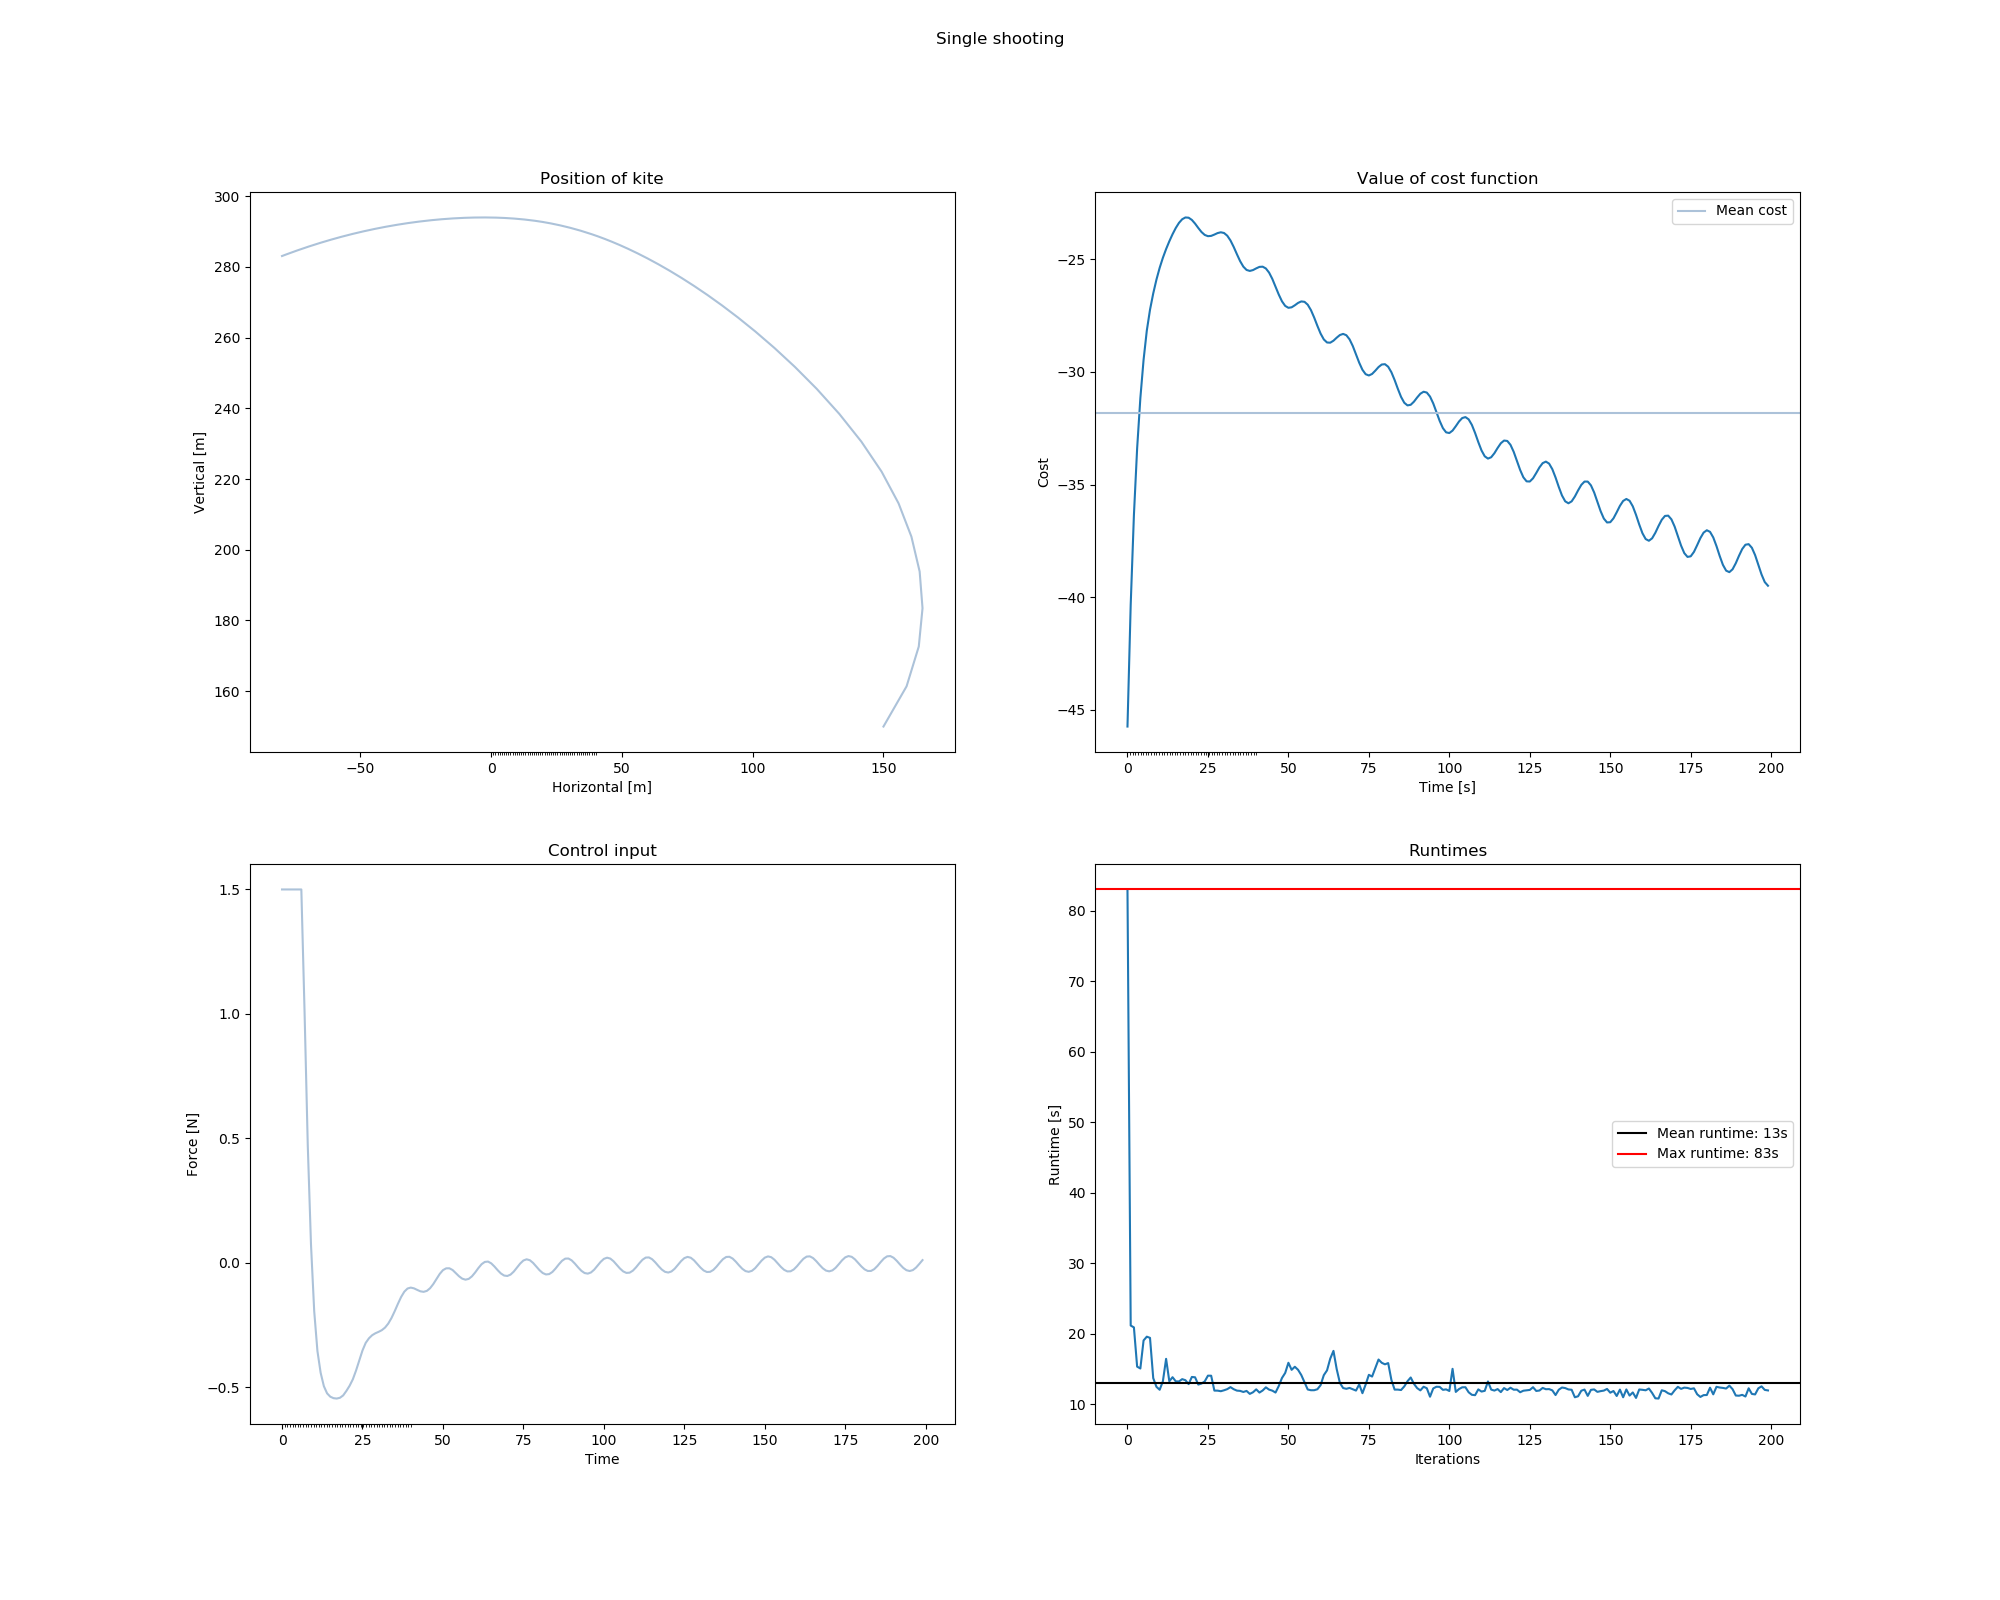 Single shooting
Position of kite
300
280
260
240
220
200
180
160
Vertical [m]
−50 0 50 100 150
Horizontal [m]
Value of cost function
Mean cost
−25
−30
−35
−40
−45
Cost
0 25 50 75 100 125 150 175 200
Time [s]
Control input
1.5
1.0
0.5
0.0
−0.5
Force [N]
0 25 50 75 100 125 150 175 200
Time
Runtimes
80
70
60
50
40
30
20
10
Runtime [s]
Mean runtime: 13s
Max runtime: 83s
0 25 50 75 100 125 150 175 200
Iterations